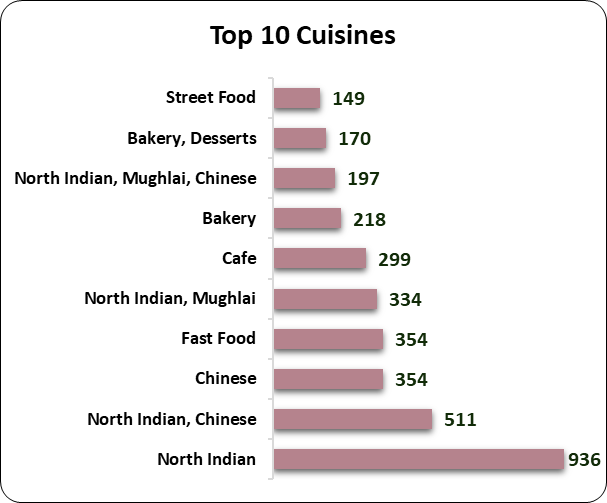 Top 10 Cuisines
Street Food 149
Bakery, Desserts 170
North Indian, Mughlai, Chinese 197
Bakery 218
Cafe 299
North Indian, Mughlai 334
Fast Food 354
Chinese 354
North Indian, Chinese 511
North Indian 936